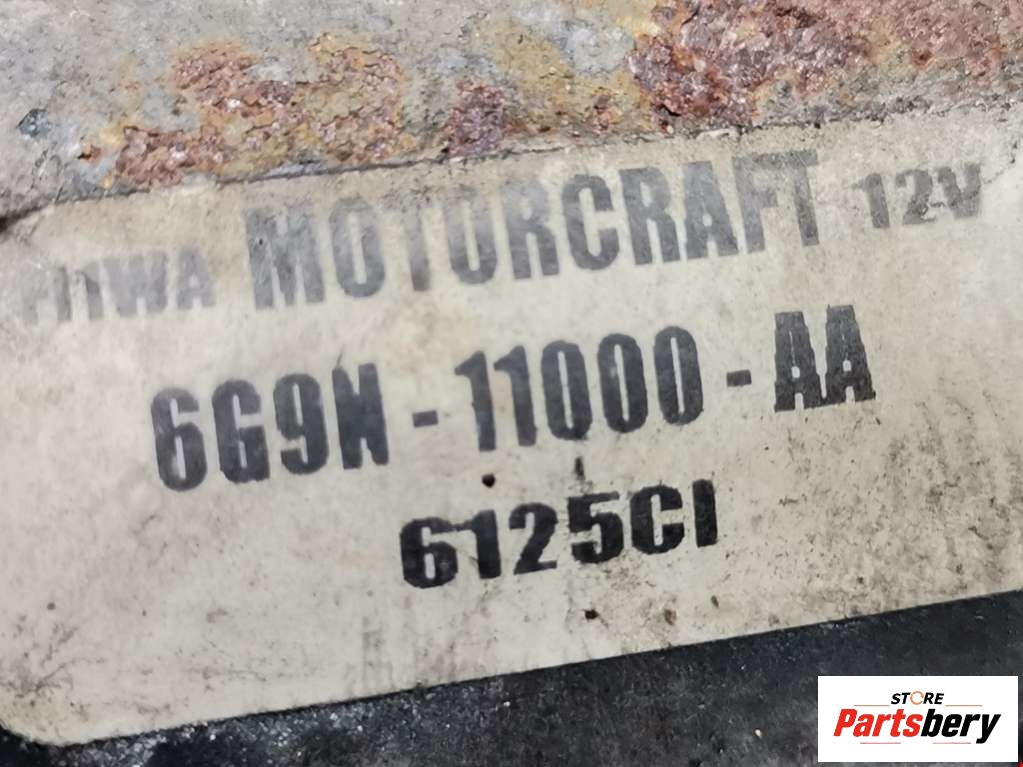 MOTORCRAFT 12V
6G9N - 11000 - AA
6125CI
STORE
Partsbery